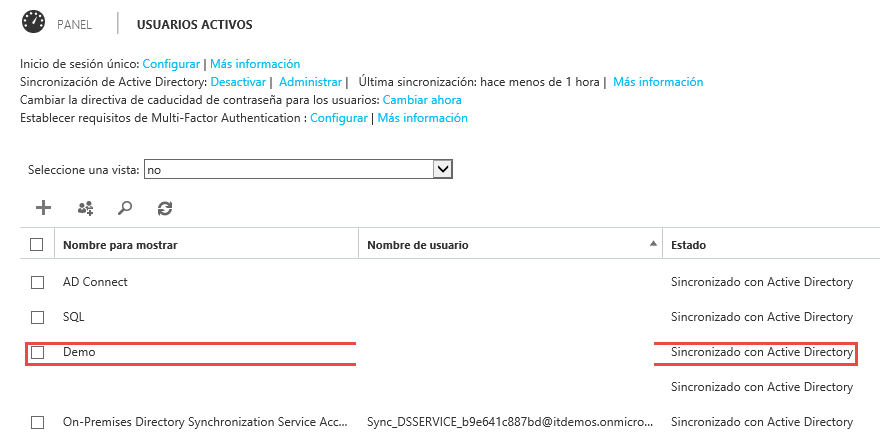 PANEL USUARIOS ACTIVOS
Inicio de sesión único: Configurar | Más información
Sincronización de Active Directory: Desactivar | Administrar | Última sincronización: hace menos de 1 hora | Más información
Cambiar la directiva de caducidad de contraseña para los usuarios: Cambiar ahora
Establecer requisitos de Multi-Factor Authentication : Configurar | Más información
Seleccione una vista: no
Nombre para mostrar Nombre de usuario Estado
AD Connect Sincronizado con Active Directory
SQL Sincronizado con Active Directory
Demo Sincronizado con Active Directory
Sincronizado con Active Directory
On-Premises Directory Synchronization Service Acc... Sync_DSSERVICE_b9e641c887bd@itdemos.onmicro... Sincronizado con Active Directory